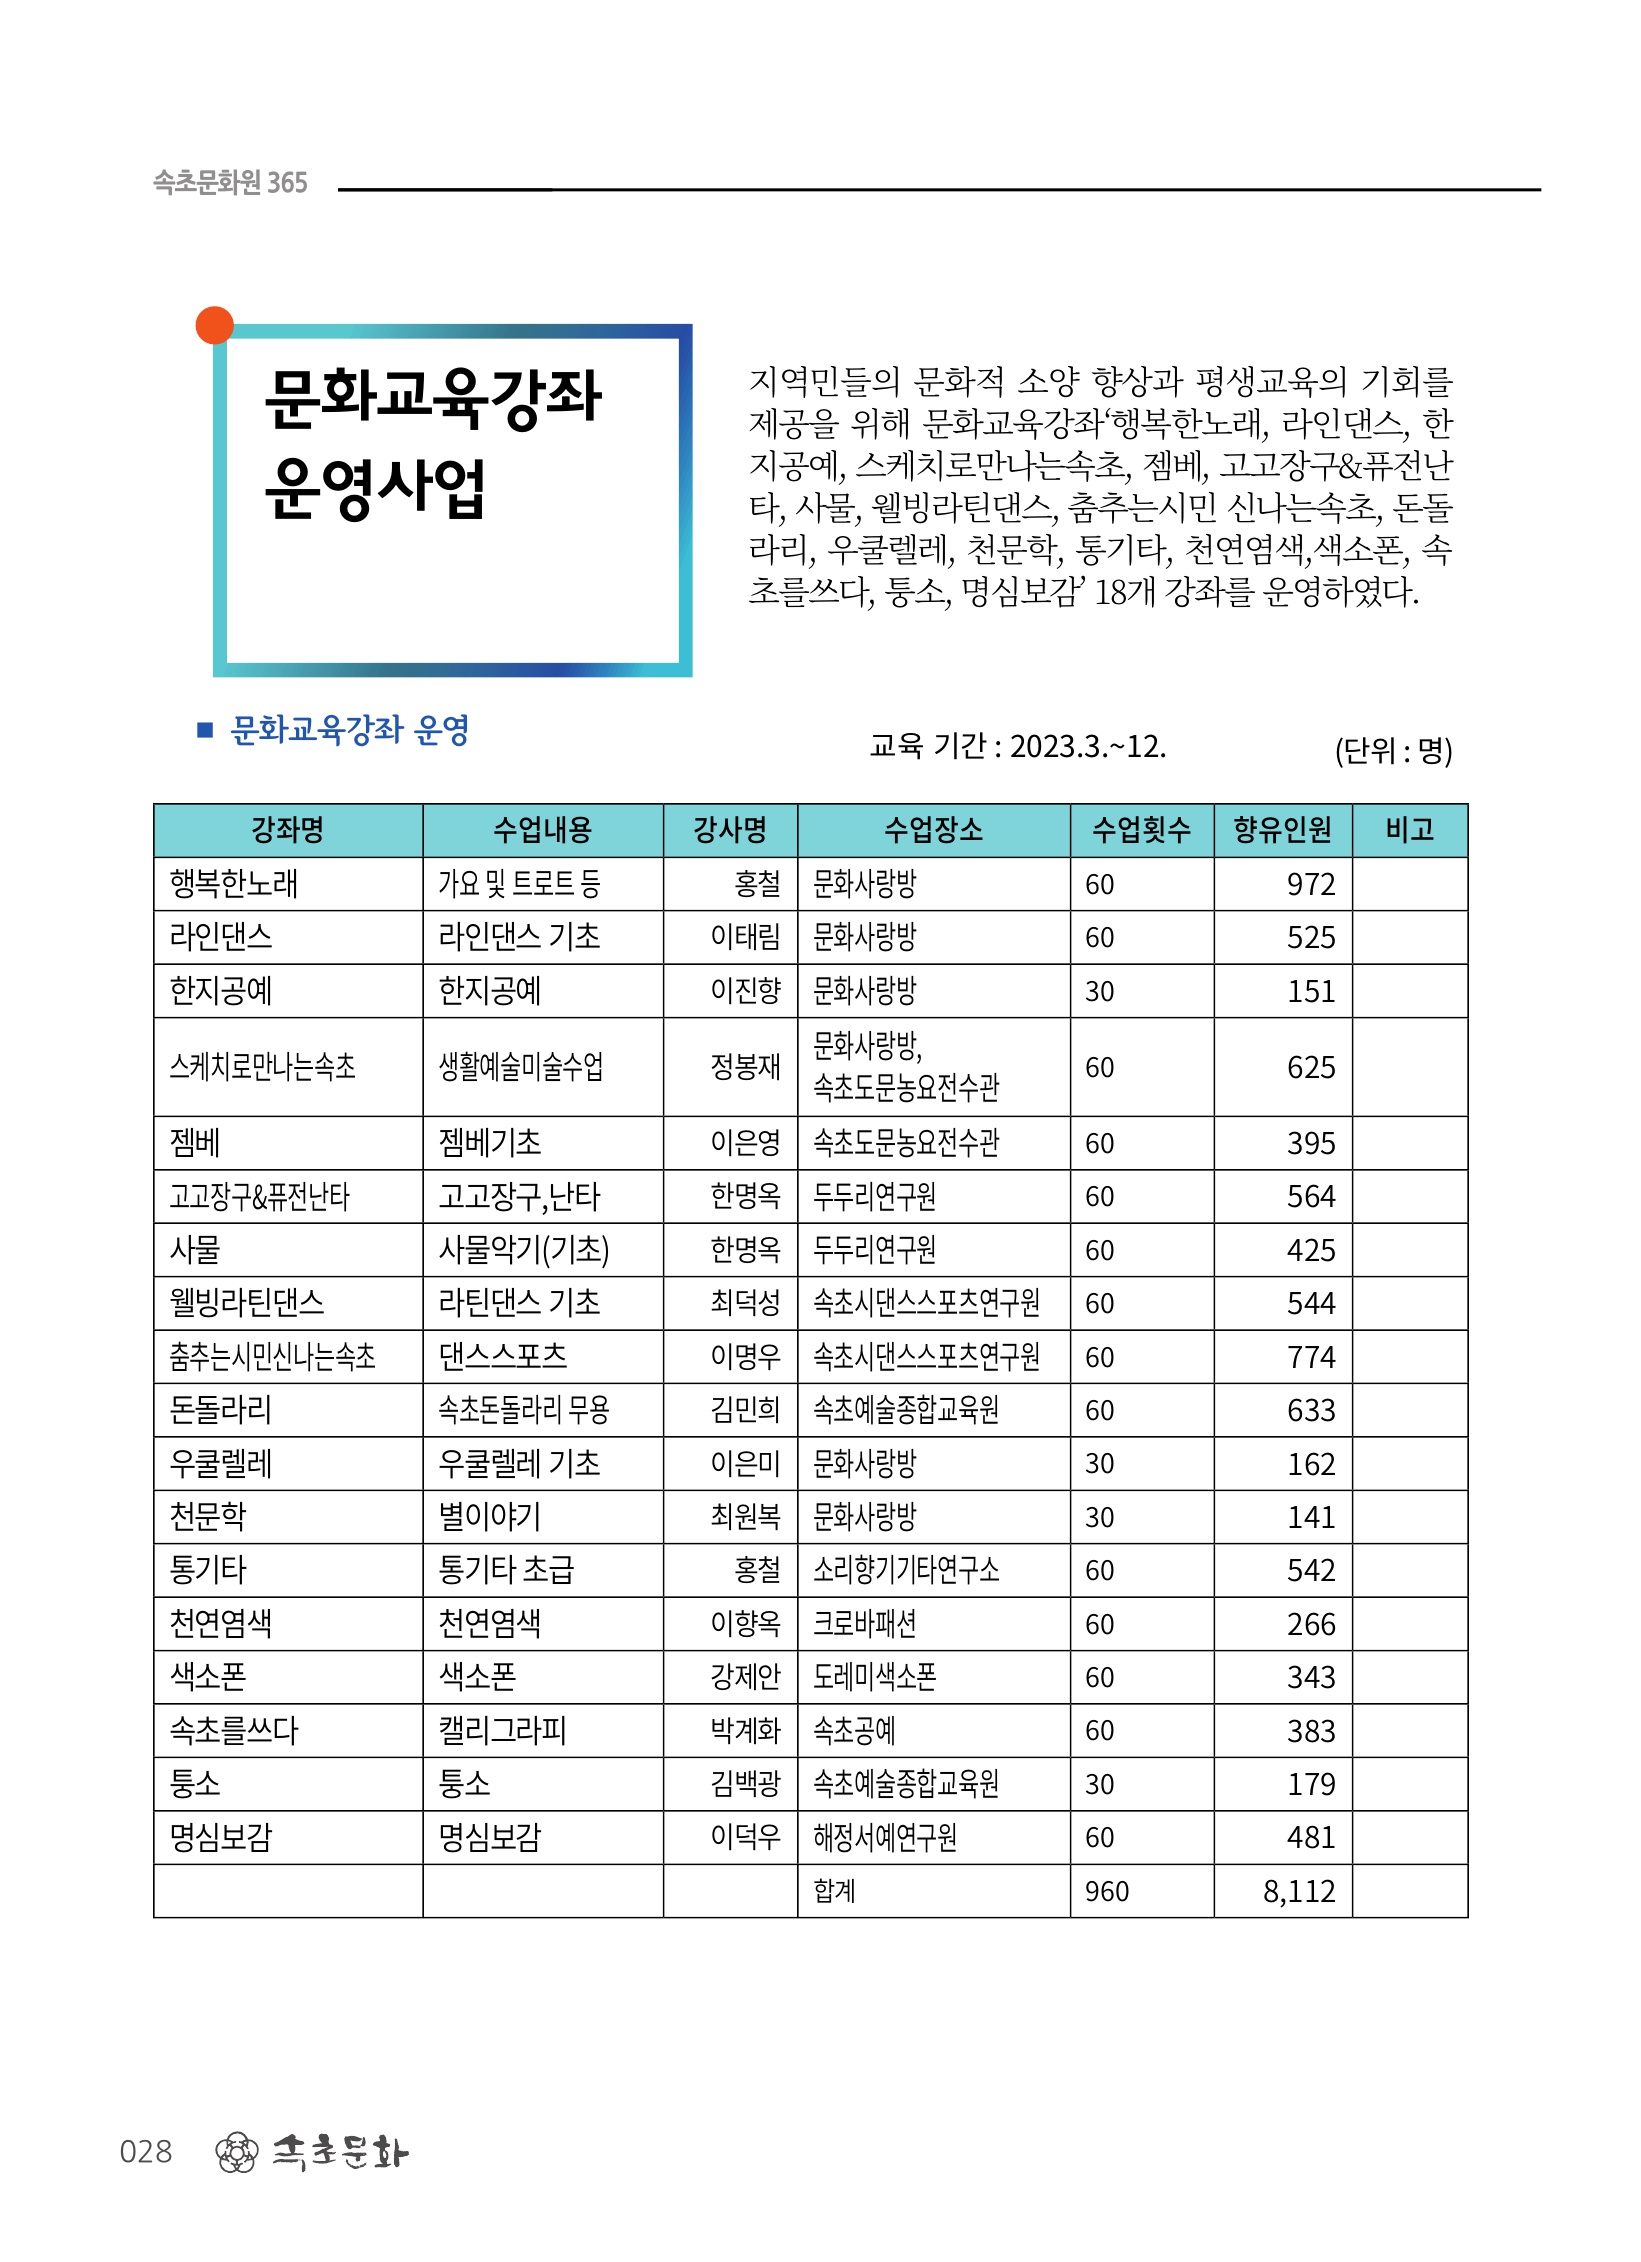 속초문화원 365
문화교육강좌
운영사업
지역민들의 문화적 소양 향상과 평생교육의 기회를
제공을 위해 문화교육강좌‘행복한노래, 라인댄스, 한
지공예, 스케치로만나는속초, 젬베, 고고장구&퓨전난
타, 사물, 웰빙라틴댄스, 춤추는시민 신나는속초, 돈돌
라리, 우쿨렐레, 천문학, 통기타, 천연염색,색소폰, 속
초를쓰다, 퉁소, 명심보감’ 18개 강좌를 운영하였다.
■ 문화교육강좌 운영
교육 기간 : 2023.3.~12. (단위 : 명)
강좌명 수업내용 강사명 수업장소 수업횟수 향유인원 비고
행복한노래 가요 및 트로트 등 홍철 문화사랑방 60 972
라인댄스 라인댄스 기초 이태림 문화사랑방 60 525
한지공예 한지공예 이진향 문화사랑방 30 151
스케치로만나는속초 생활예술미술수업 정봉재 문화사랑방, 60 625
속초도문농요전수관
젬베 젬베기초 이은영 속초도문농요전수관 60 395
고고장구&퓨전난타 고고장구,난타 한명옥 두두리연구원 60 564
사물 사물악기(기초) 한명옥 두두리연구원 60 425
웰빙라틴댄스 라틴댄스 기초 최덕성 속초시댄스스포츠연구원 60 544
춤추는시민신나는속초 댄스스포츠 이명우 속초시댄스스포츠연구원 60 774
돈돌라리 속초돈돌라리 무용 김민희 속초예술종합교육원 60 633
우쿨렐레 우쿨렐레 기초 이은미 문화사랑방 30 162
천문학 별이야기 최원복 문화사랑방 30 141
통기타 통기타 초급 홍철 소리향기기타연구소 60 542
천연염색 천연염색 이향옥 크로바패션 60 266
색소폰 색소폰 강제안 도레미색소폰 60 343
속초를쓰다 캘리그라피 박계화 속초공예 60 383
퉁소 퉁소 김백광 속초예술종합교육원 30 179
명심보감 명심보감 이덕우 해정서예연구원 60 481
합계 960 8,112
028 속초문화